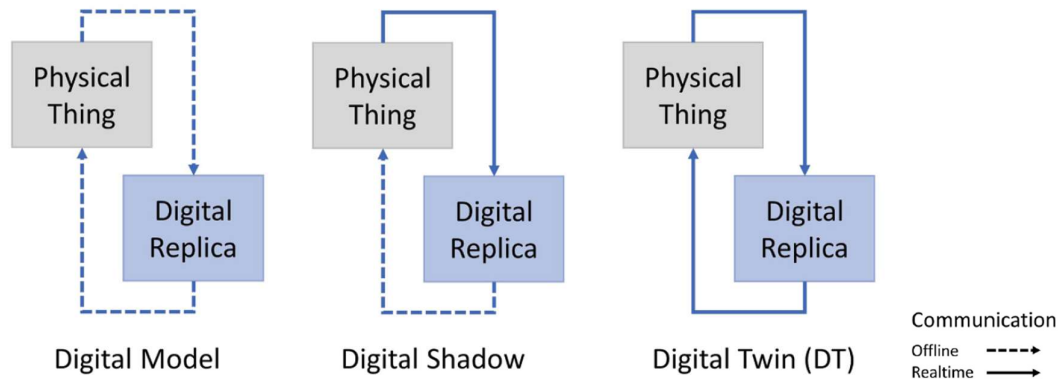 Physical
Thing
Digital
Replica
Digital Model
Physical
Thing
Digital
Replica
Digital Shadow
Physical
Thing
Digital
Replica
Digital Twin (DT)
Communication
Offline
Realtime